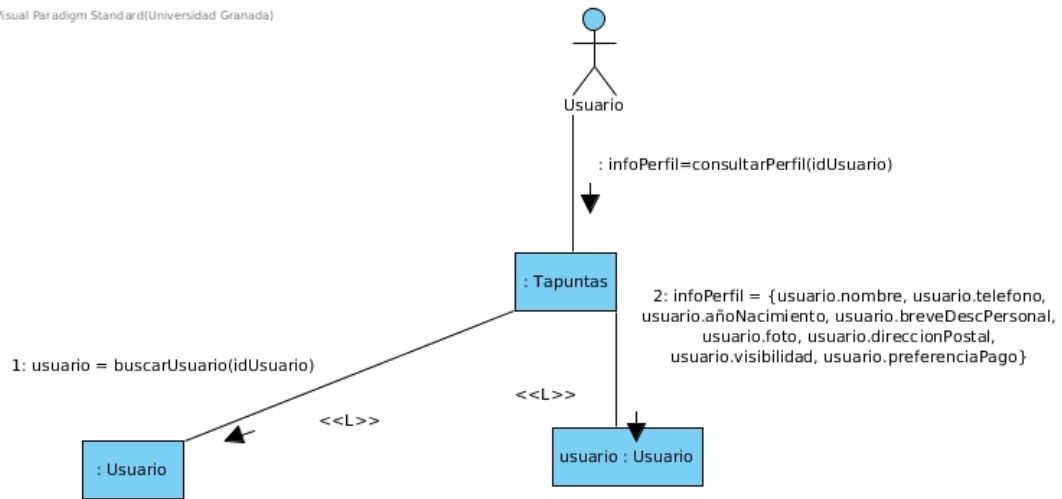 Visual Paradigm Standard(Universidad Granada)
Usuario
: infoPerfil=consultarPerfil(idUsuario)
: Tapuntas
2: infoPerfil = {usuario.nombre, usuario.telefono,
usuario.añoNacimiento, usuario.breveDescPersonal,
usuario.foto, usuario.direccionPostal,
usuario.visibilidad, usuario.preferenciaPago}
1: usuario = buscarUsuario(idUsuario)
<<L>>
<<L>>
: Usuario
usuario : Usuario